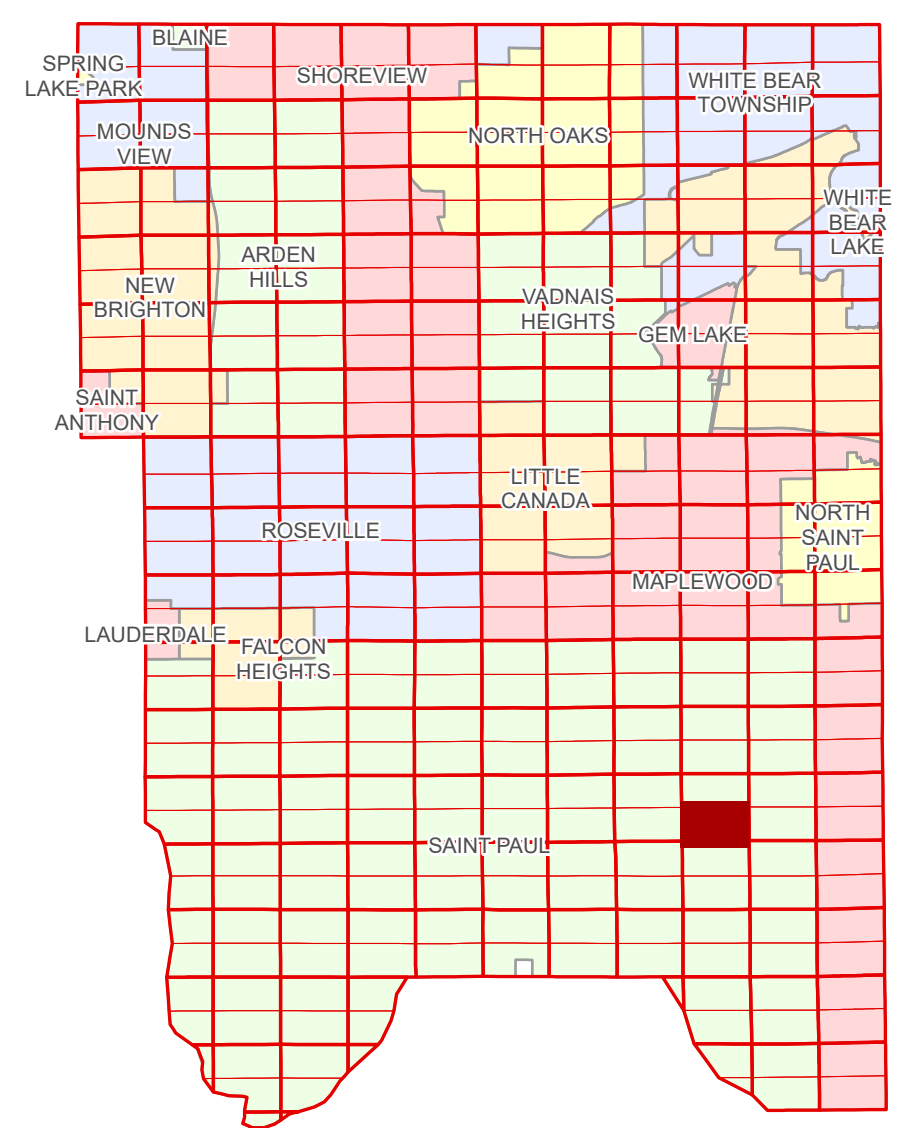 BLAINE
SPRING
LAKE PARK
SHOREVIEW
WHITE BEAR
TOWNSHIP
MOUNDS
VIEW
NORTH OAKS
WHITE
BEAR
LAKE
ARDEN
HILLS
NEW
BRIGHTON
VADNAIS
HEIGHTS
GEM LAKE
SAINT
ANTHONY
LITTLE
CANADA
NORTH
SAINT
PAUL
ROSEVILLE
MAPLEWOOD
LAUDERDALE
FALCON
HEIGHTS
SAINT PAUL